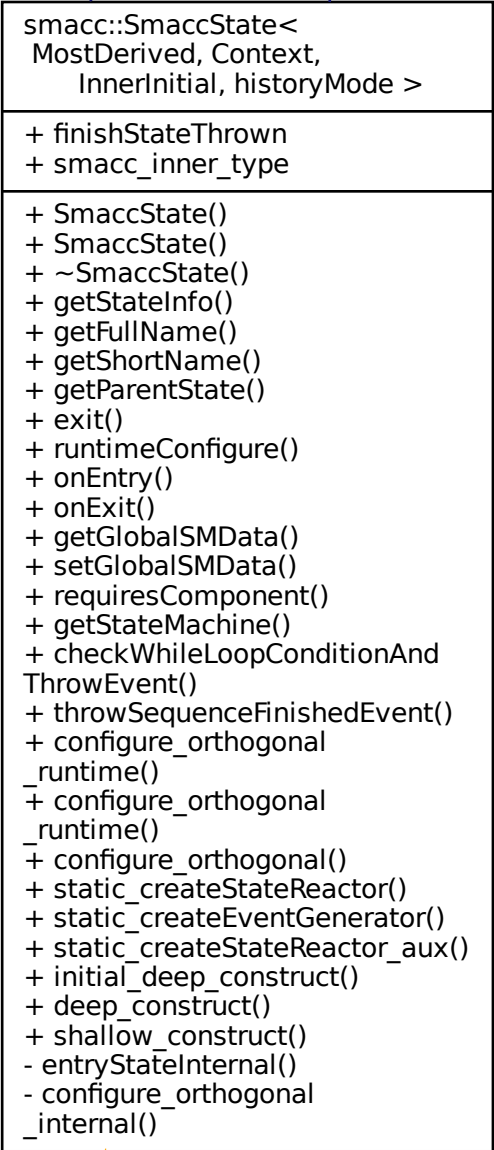 smacc::SmaccState<
MostDerived, Context,
InnerInitial, historyMode >
+ finishStateThrown
+ smacc_inner_type
+ SmaccState()
+ SmaccState()
+ ~SmaccState()
+ getStateInfo()
+ getFullName()
+ getShortName()
+ getParentState()
+ exit()
+ runtimeConfigure()
+ onEntry()
+ onExit()
+ getGlobalSMData()
+ setGlobalSMData()
+ requiresComponent()
+ getStateMachine()
+ checkWhileLoopConditionAnd
ThrowEvent()
+ throwSequenceFinishedEvent()
+ configure_orthogonal
_runtime()
+ configure_orthogonal
_runtime()
+ configure_orthogonal()
+ static_createStateReactor()
+ static_createEventGenerator()
+ static_createStateReactor_aux()
+ initial_deep_construct()
+ deep_construct()
+ shallow_construct()
- entryStateInternal()
- configure_orthogonal
_internal()